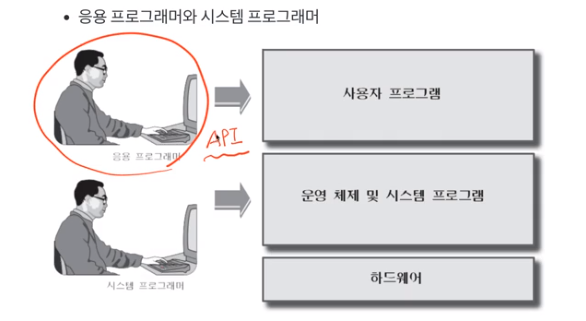 • 응용 프로그래머와 시스템 프로그래머
사용자 프로그램
API
응용 프로그래머
운영 체제 및 시스템 프로그램
시스템 프로그래머
하드웨어